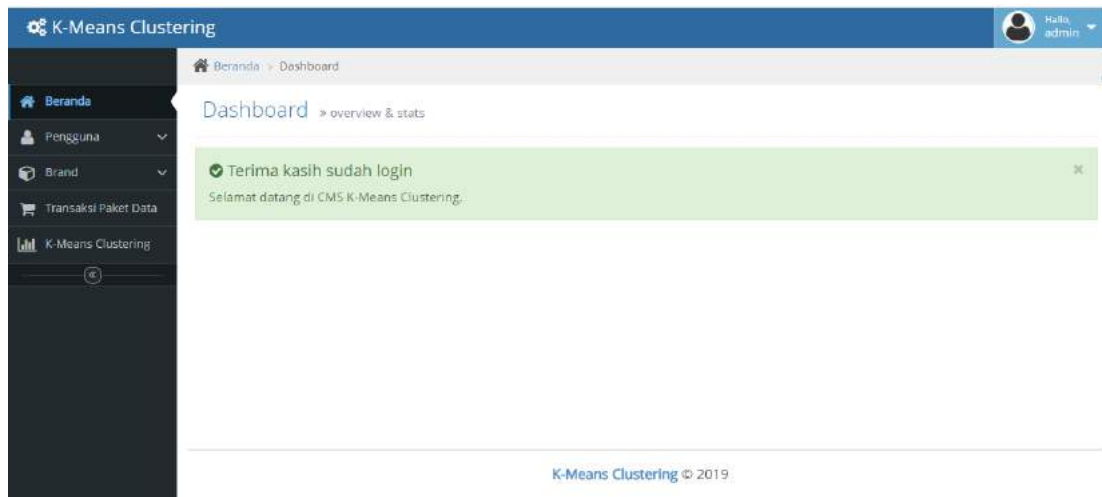 K-Means Clustering
Hallo,
admin
Beranda > Dashboard
Beranda
Pengguna
Brand
Transaksi Paket Data
K-Means Clustering
Dashboard » overview & stats
Terima kasih sudah login
Selamat datang di CMS K-Means Clustering.
K-Means Clustering © 2019